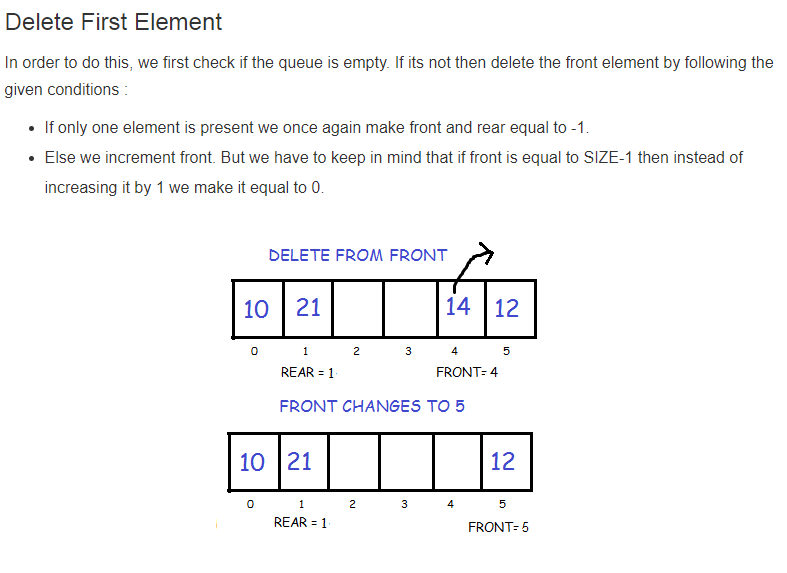 Delete First Element
In order to do this, we first check if the queue is empty. If its not then delete the front element by following the
given conditions :
• If only one element is present we once again make front and rear equal to -1.
• Else we increment front. But we have to keep in mind that if front is equal to SIZE-1 then instead of
increasing it by 1 we make it equal to 0.
DELETE FROM FRONT
10 21 14 12
0 1 2 3 4 5
REAR = 1 FRONT= 4
FRONT CHANGES TO 5
10 21 12
0 1 2 3 4 5
REAR = 1
FRONT= 5